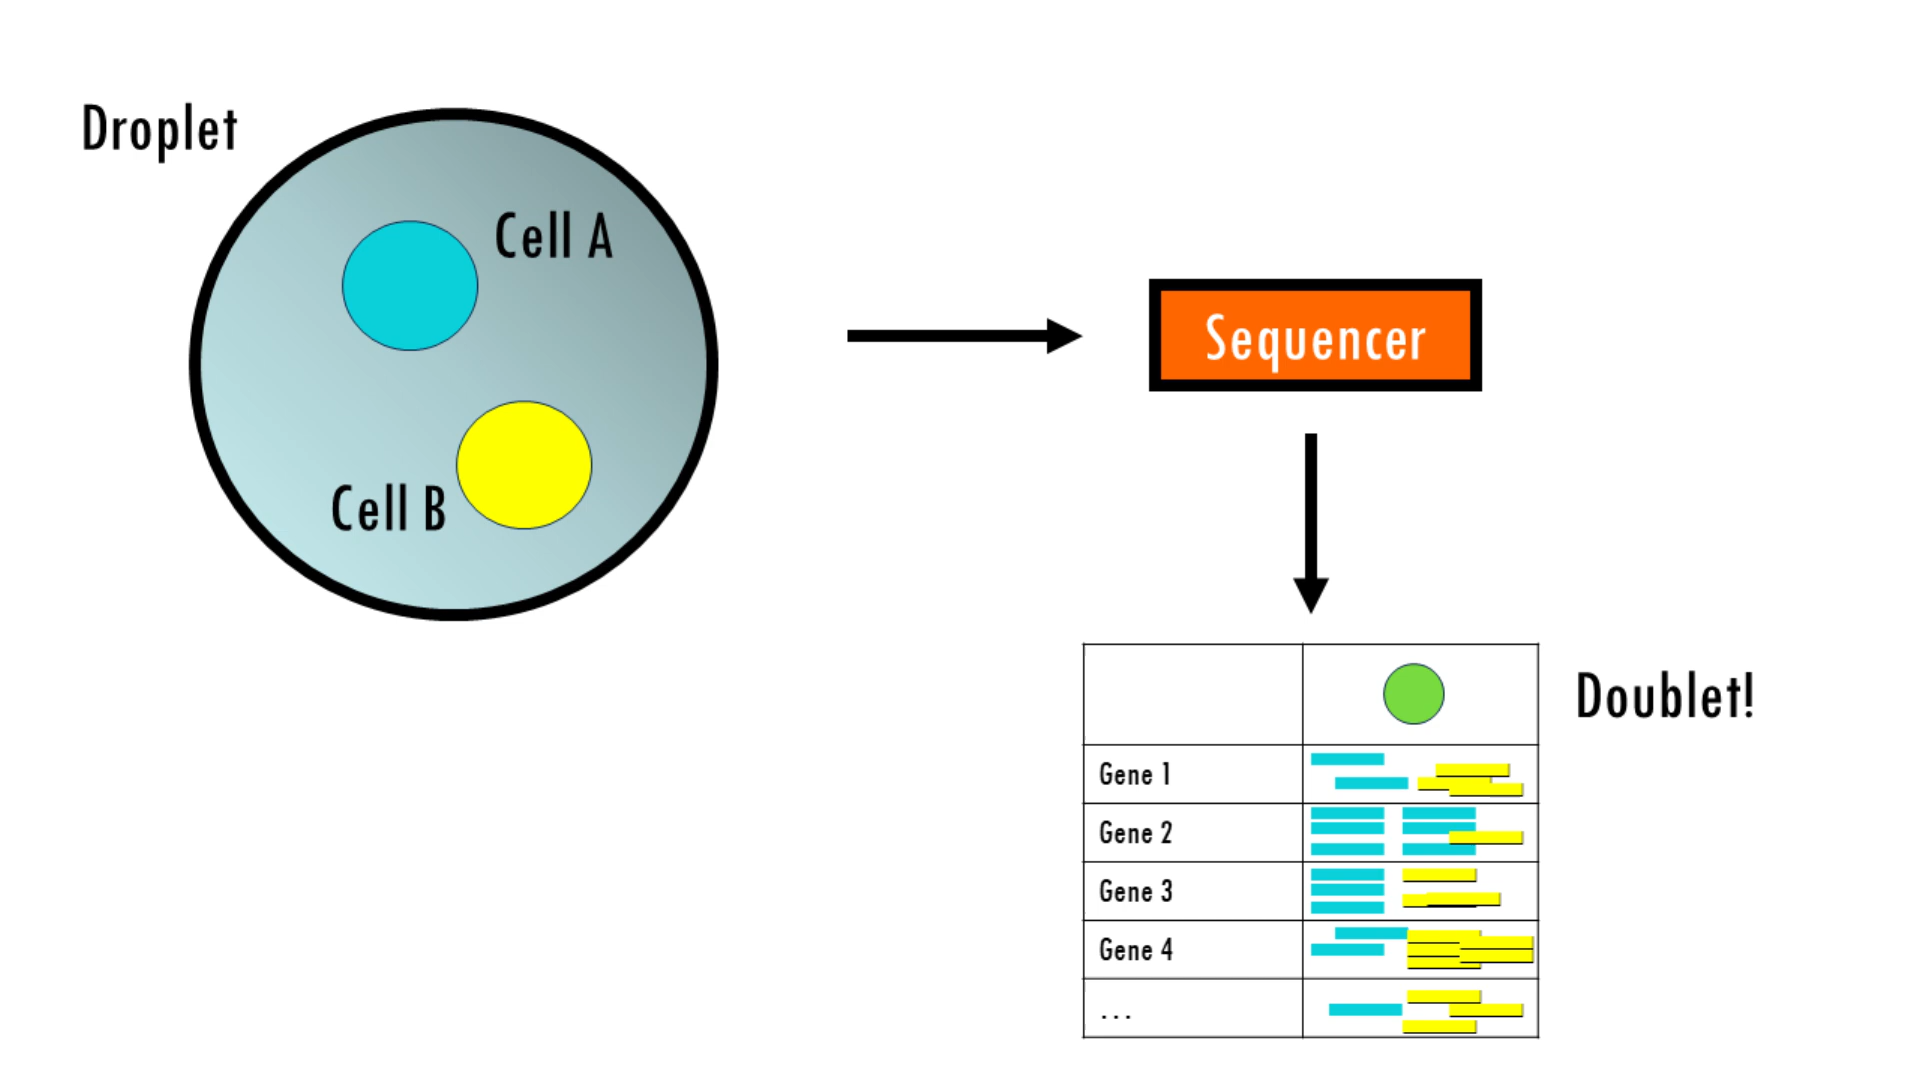 Droplet
Cell A
Cell B
Sequencer
Doublet!
Gene 1
Gene 2
Gene 3
Gene 4
...